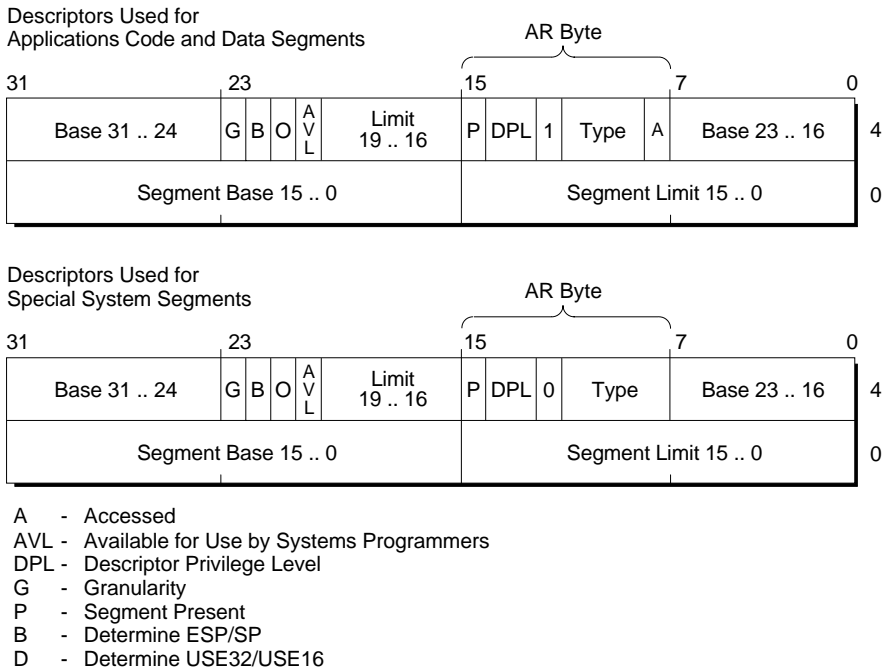 Descriptors Used for
Applications Code and Data Segments
AR Byte
31 23 15 7 0
Base 31 .. 24 G B O AVL Limit 19 .. 16 P DPL 1 Type A Base 23 .. 16 4
Segment Base 15 .. 0 Segment Limit 15 .. 0 0
Descriptors Used for
Special System Segments
AR Byte
31 23 15 7 0
Base 31 .. 24 G B O AVL Limit 19 .. 16 P DPL 0 Type Base 23 .. 16 4
Segment Base 15 .. 0 Segment Limit 15 .. 0 0
A - Accessed
AVL - Available for Use by Systems Programmers
DPL - Descriptor Privilege Level
G - Granularity
P - Segment Present
B - Determine ESP/SP
D - Determine USE32/USE16